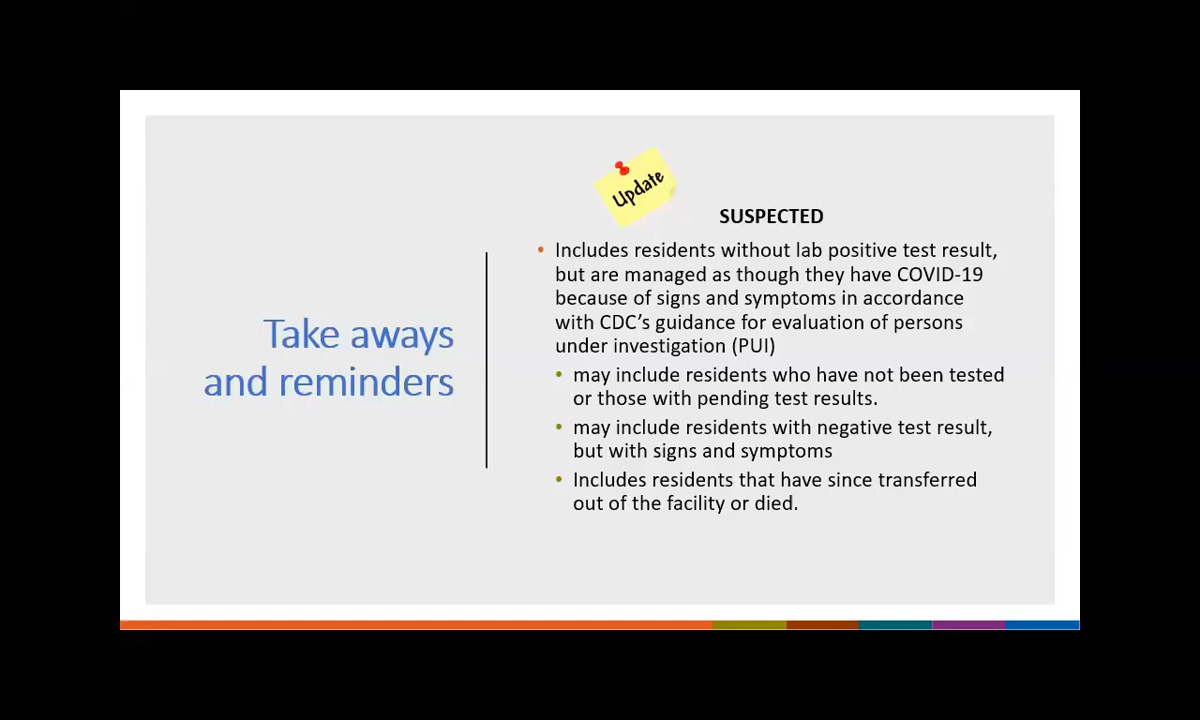 Take aways
and reminders
Update
SUSPECTED
• Includes residents without lab positive test result,
but are managed as though they have COVID-19
because of signs and symptoms in accordance
with CDC’s guidance for evaluation of persons
under investigation (PUI)
• may include residents who have not been tested
or those with pending test results.
• may include residents with negative test result,
but with signs and symptoms
• Includes residents that have since transferred
out of the facility or died.